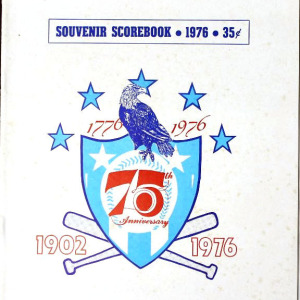 SOUVENIR SCOREBOOK • 1976 • 35¢
1776 1976
75th
Anniversary
1902 1976